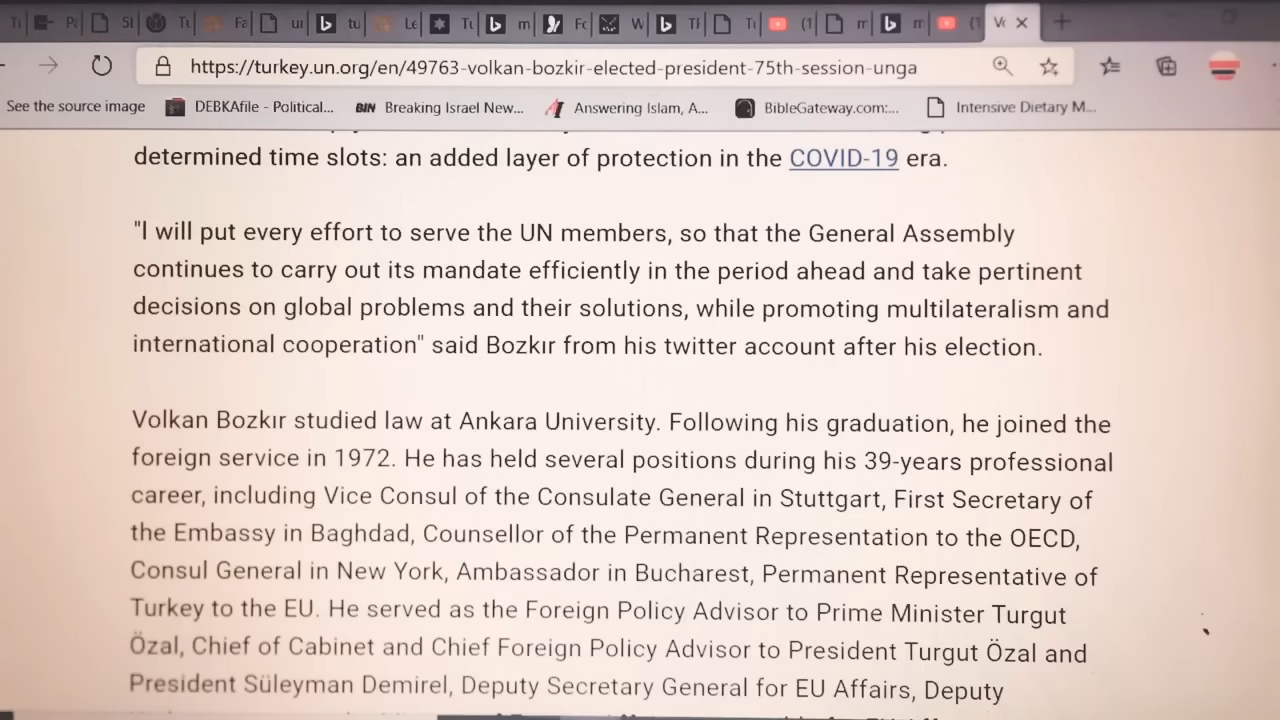 https://turkey.un.org/en/49763-volkan-bozkir-elected-president-75th-session-unga
See the source image DEBKAfile - Political... BIN Breaking Israel New... Answering Islam, A... BibleGateway.com:... Intensive Dietary M...
determined time slots: an added layer of protection in the COVID-19 era.
"I will put every effort to serve the UN members, so that the General Assembly
continues to carry out its mandate efficiently in the period ahead and take pertinent
decisions on global problems and their solutions, while promoting multilateralism and
international cooperation" said Bozkır from his twitter account after his election.
Volkan Bozkır studied law at Ankara University. Following his graduation, he joined the
foreign service in 1972. He has held several positions during his 39-years professional
career, including Vice Consul of the Consulate General in Stuttgart, First Secretary of
the Embassy in Baghdad, Counsellor of the Permanent Representation to the OECD,
Consul General in New York, Ambassador in Bucharest, Permanent Representative of
Turkey to the EU. He served as the Foreign Policy Advisor to Prime Minister Turgut
Özal, Chief of Cabinet and Chief Foreign Policy Advisor to President Turgut Özal and
President Süleyman Demirel, Deputy Secretary General for EU Affairs, Deputy